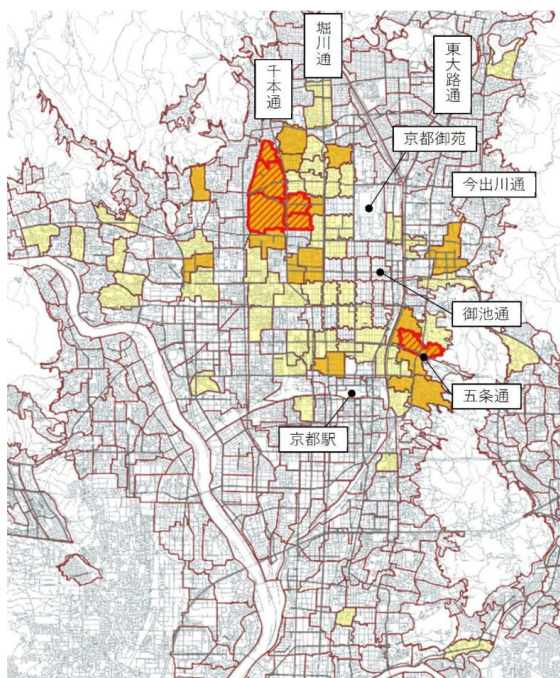 堀川通
千本通
東大路通
京都御苑
今出川通
御池通
五条通
京都駅